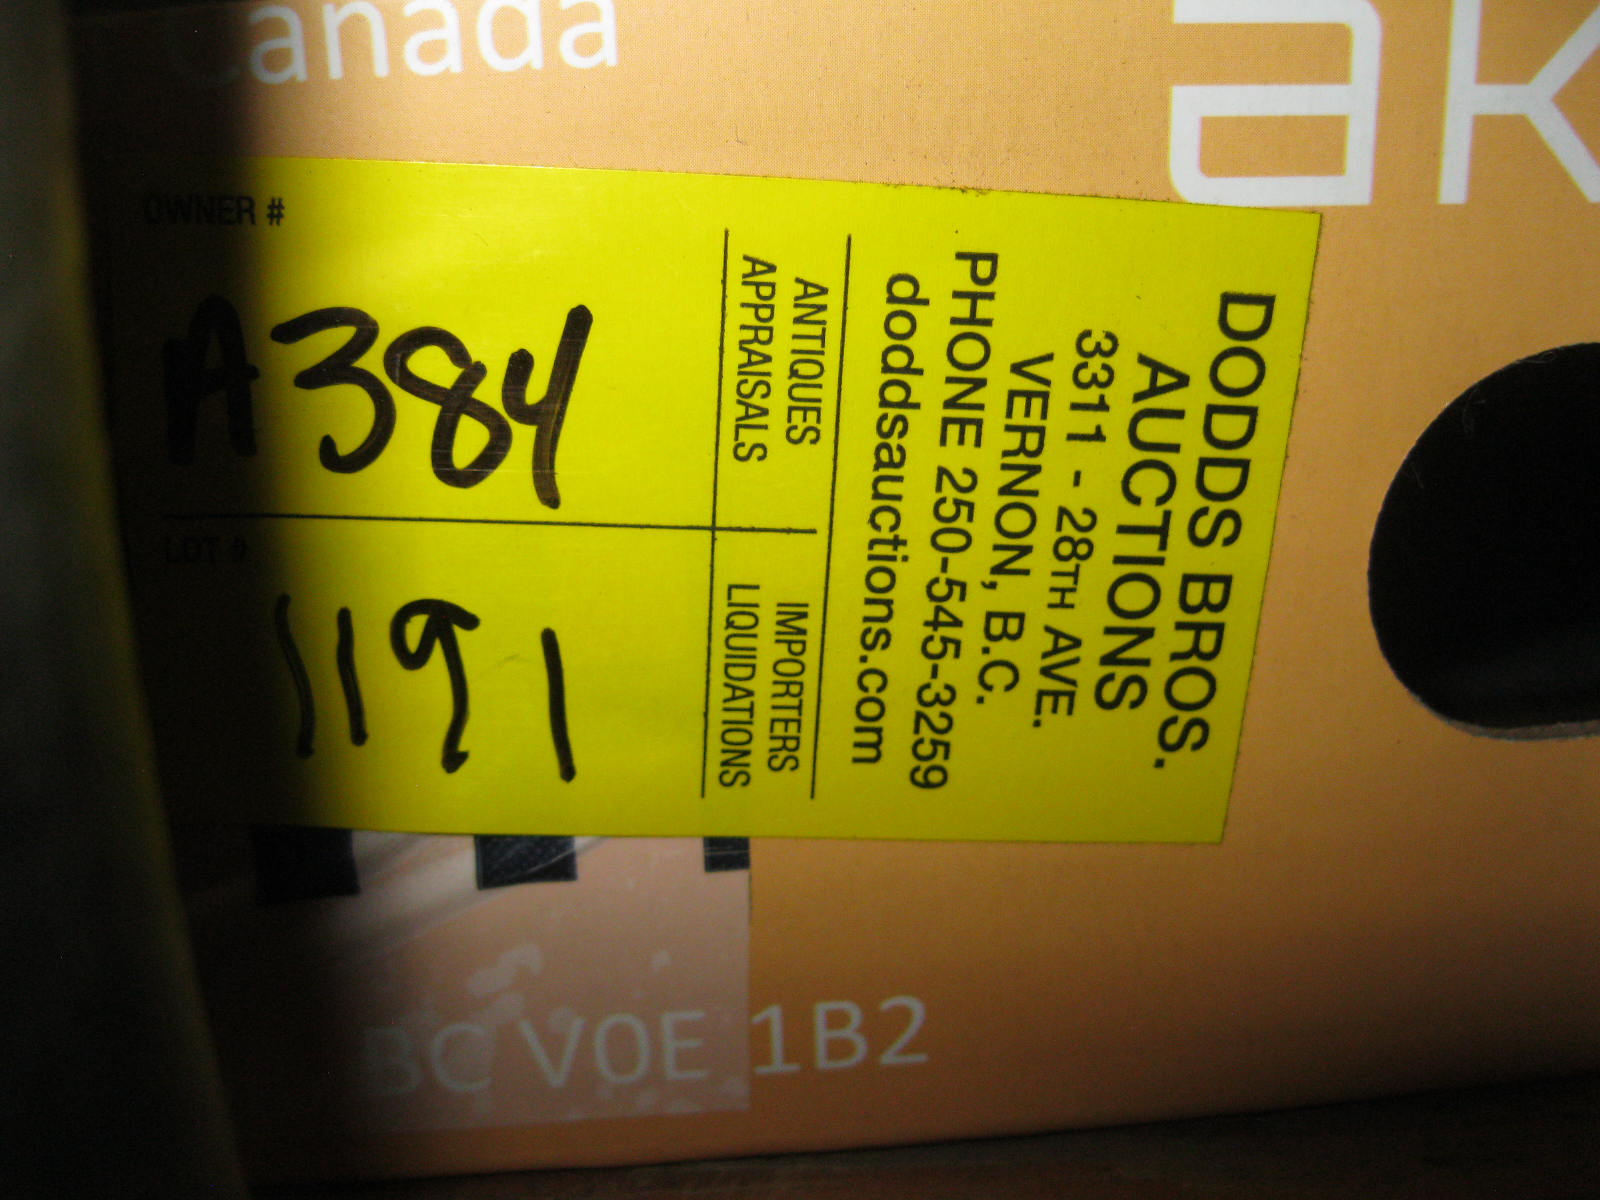 Canada
ak
DODDS BROS.
AUCTIONS
3311 - 28TH AVE.
VERNON, B.C.
PHONE 250-545-3259
doddsauctions.com
ANTIQUES
APPRAISALS
IMPORTERS
LIQUIDATIONS
OWNER #
A384
LOT #
1191
BC V0E 1B2